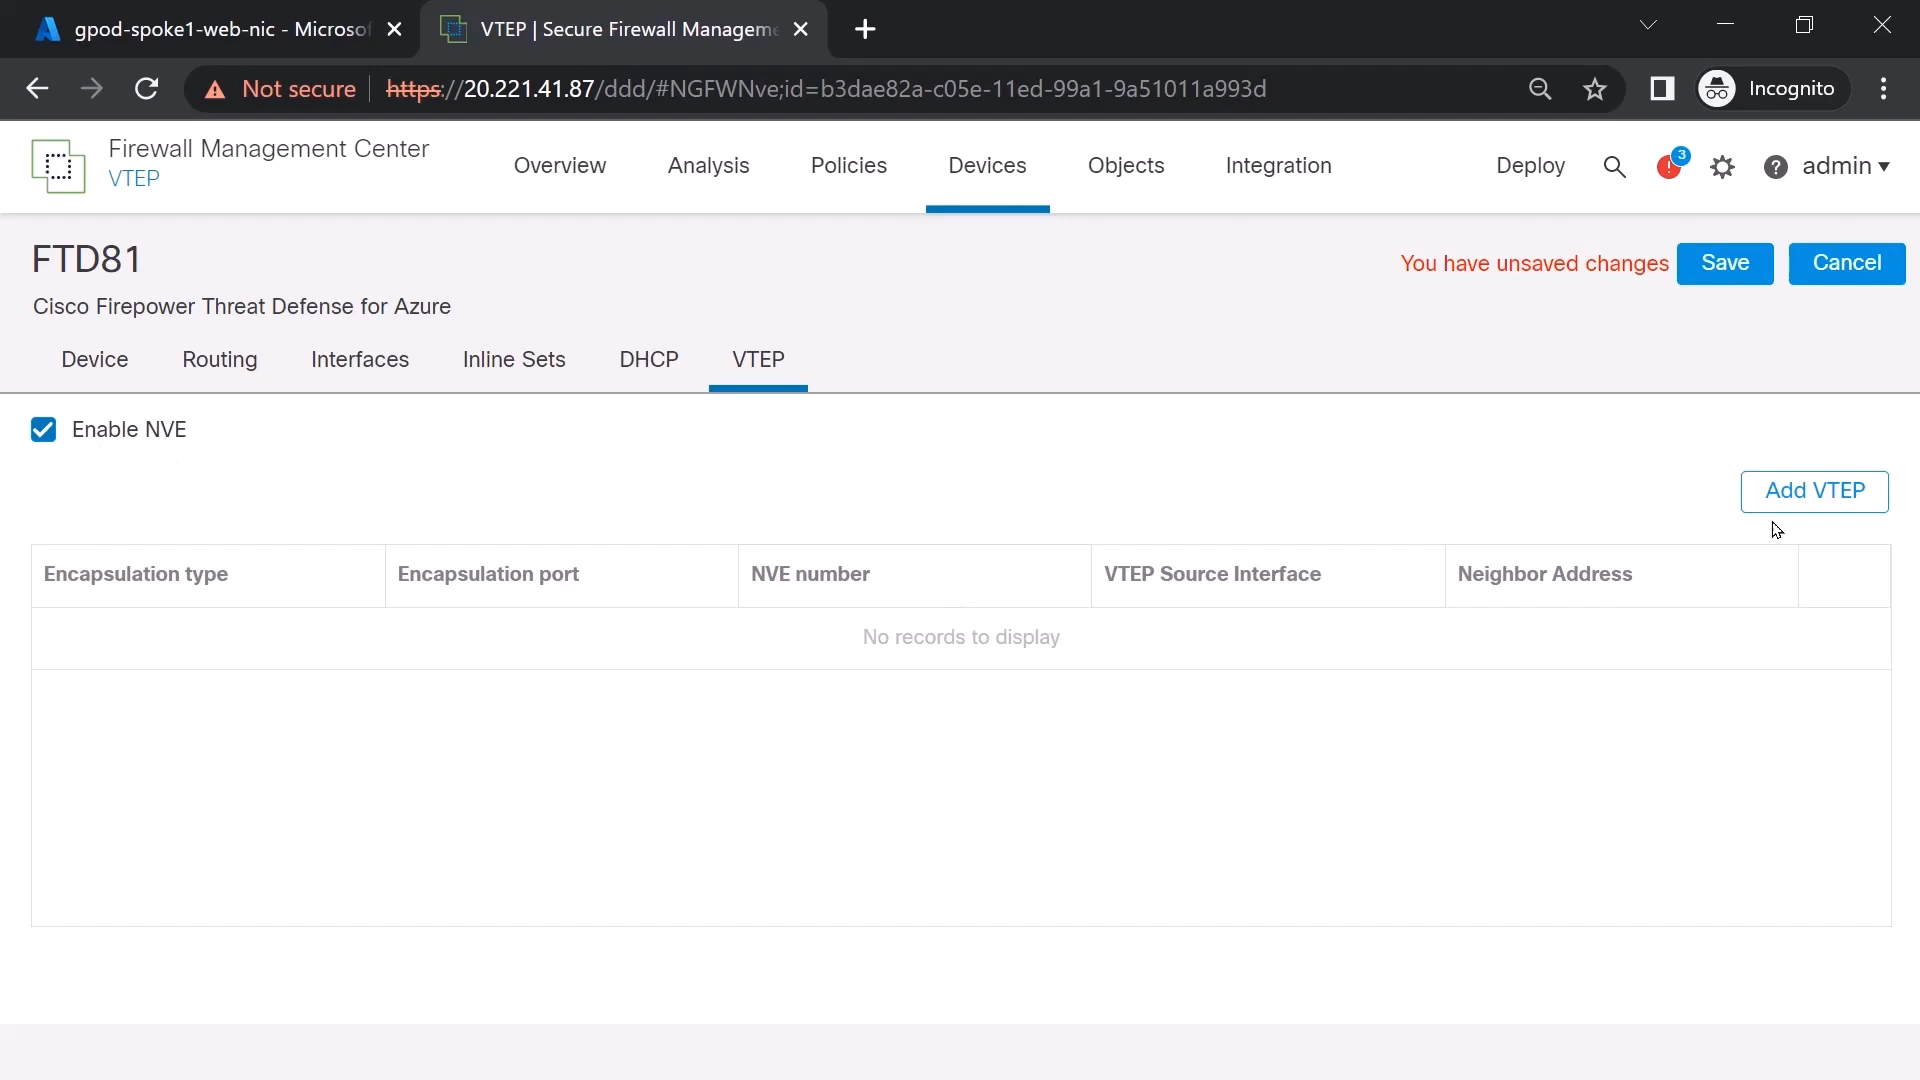 gpod-spoke1-web-nic - Microsof
VTEP | Secure Firewall Manageme
Not secure
https://20.221.41.87/ddd/#NGFWNve;id=b3dae82a-c05e-11ed-99a1-9a51011a993d
Incognito
Firewall Management Center
VTEP
Overview
Analysis
Policies
Devices
Objects
Integration
Deploy
3
admin
FTD81
You have unsaved changes
Save
Cancel
Cisco Firepower Threat Defense for Azure
Device
Routing
Interfaces
Inline Sets
DHCP
VTEP
Enable NVE
Add VTEP
Encapsulation type
Encapsulation port
NVE number
VTEP Source Interface
Neighbor Address
No records to display